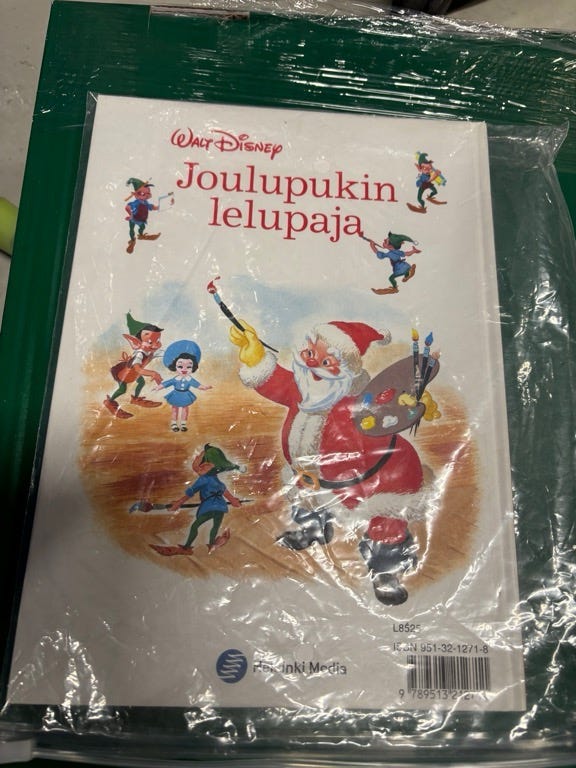 WALT DISNEY
Joulupukin
lelupaja
L8525
ISBN 951-32-1271-8
Helsinki Media